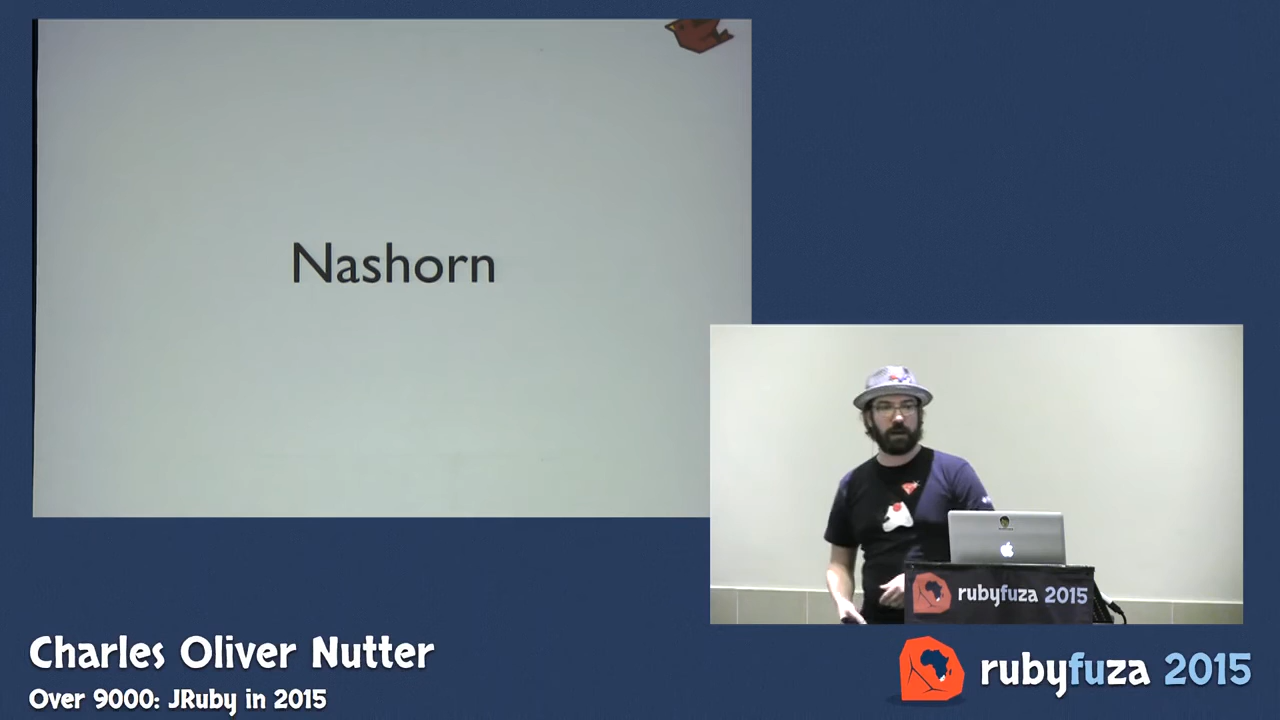 Nashorn
rubyfuza 2015
Charles Oliver Nutter
Over 9000: JRuby in 2015
rubyfuza 2015